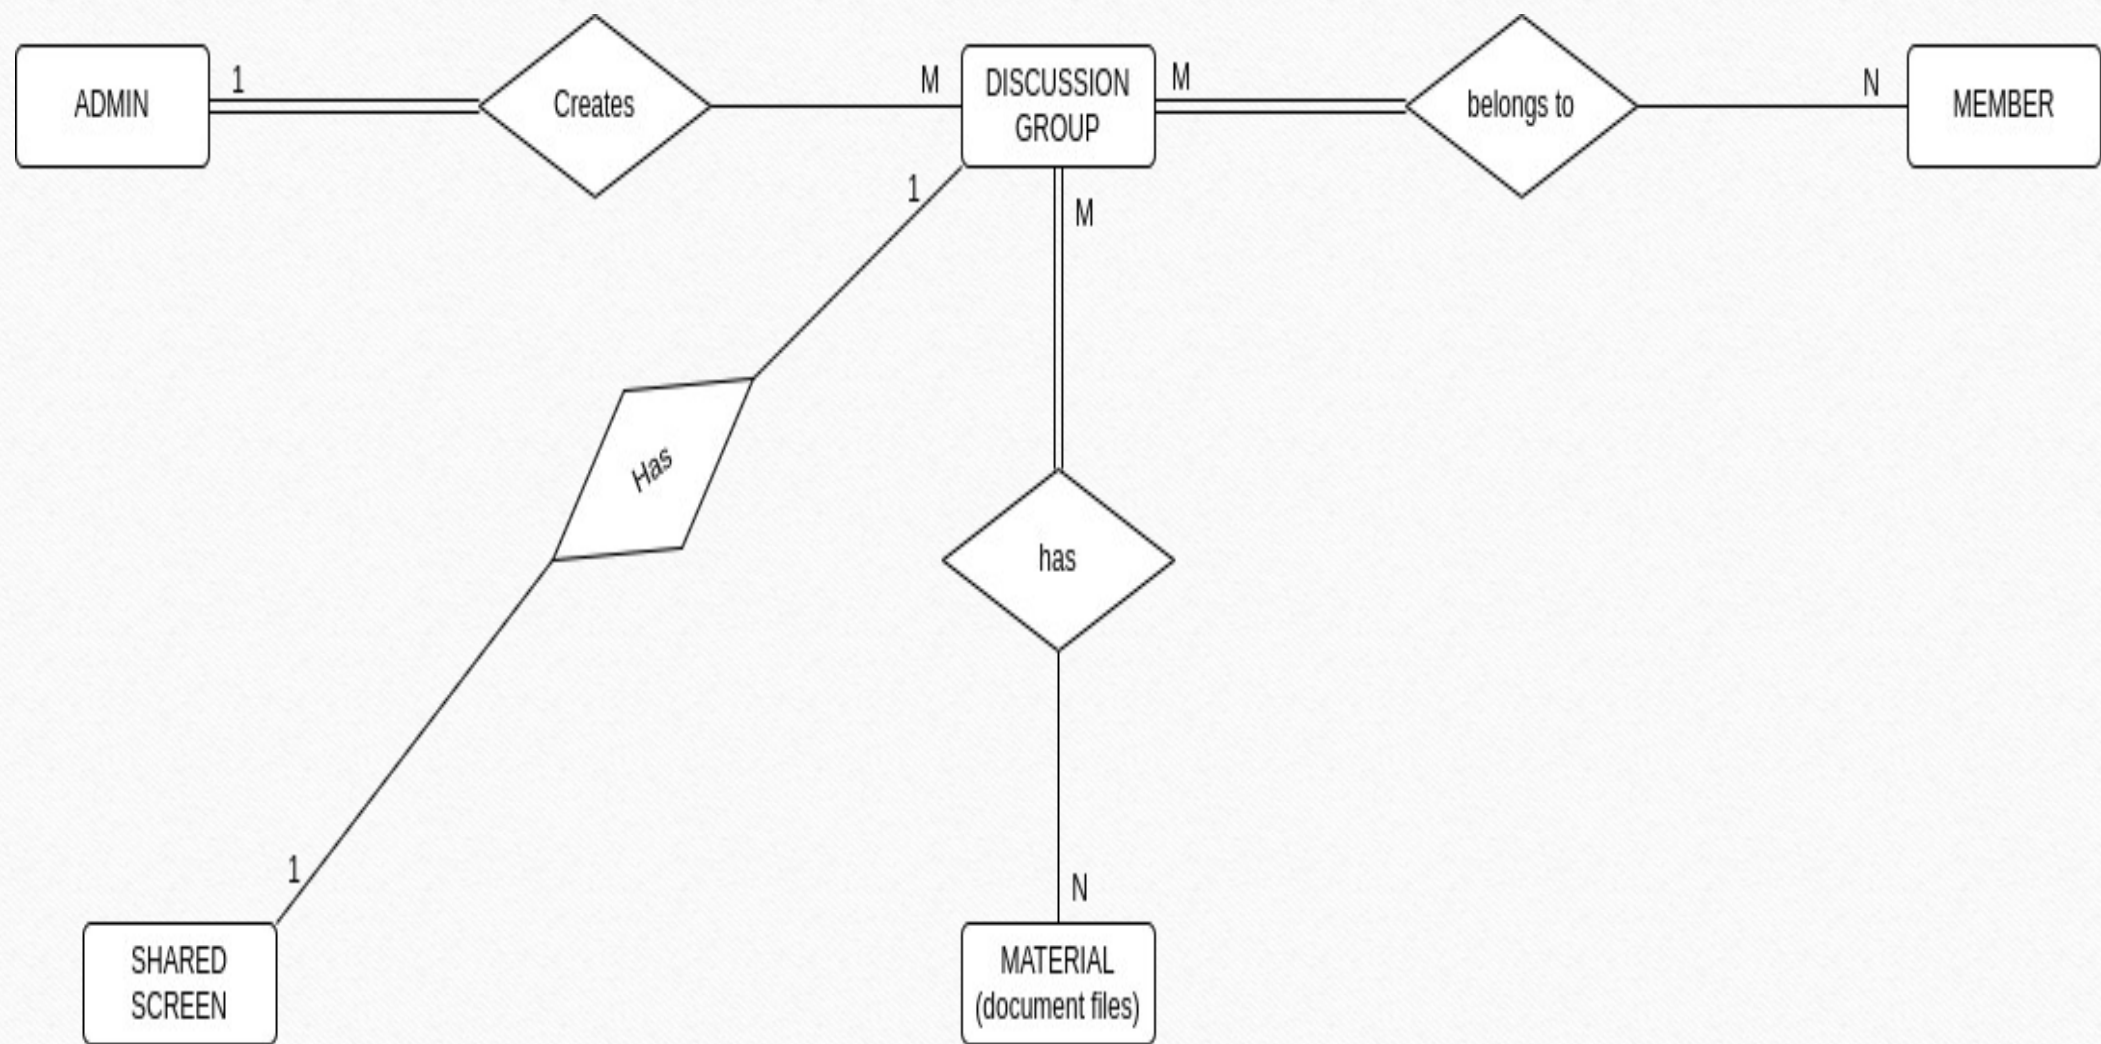 ADMIN
1
Creates
M
DISCUSSION
GROUP
M
belongs to
N
MEMBER
1
M
Has
has
1
N
SHARED
SCREEN
MATERIAL
(document files)